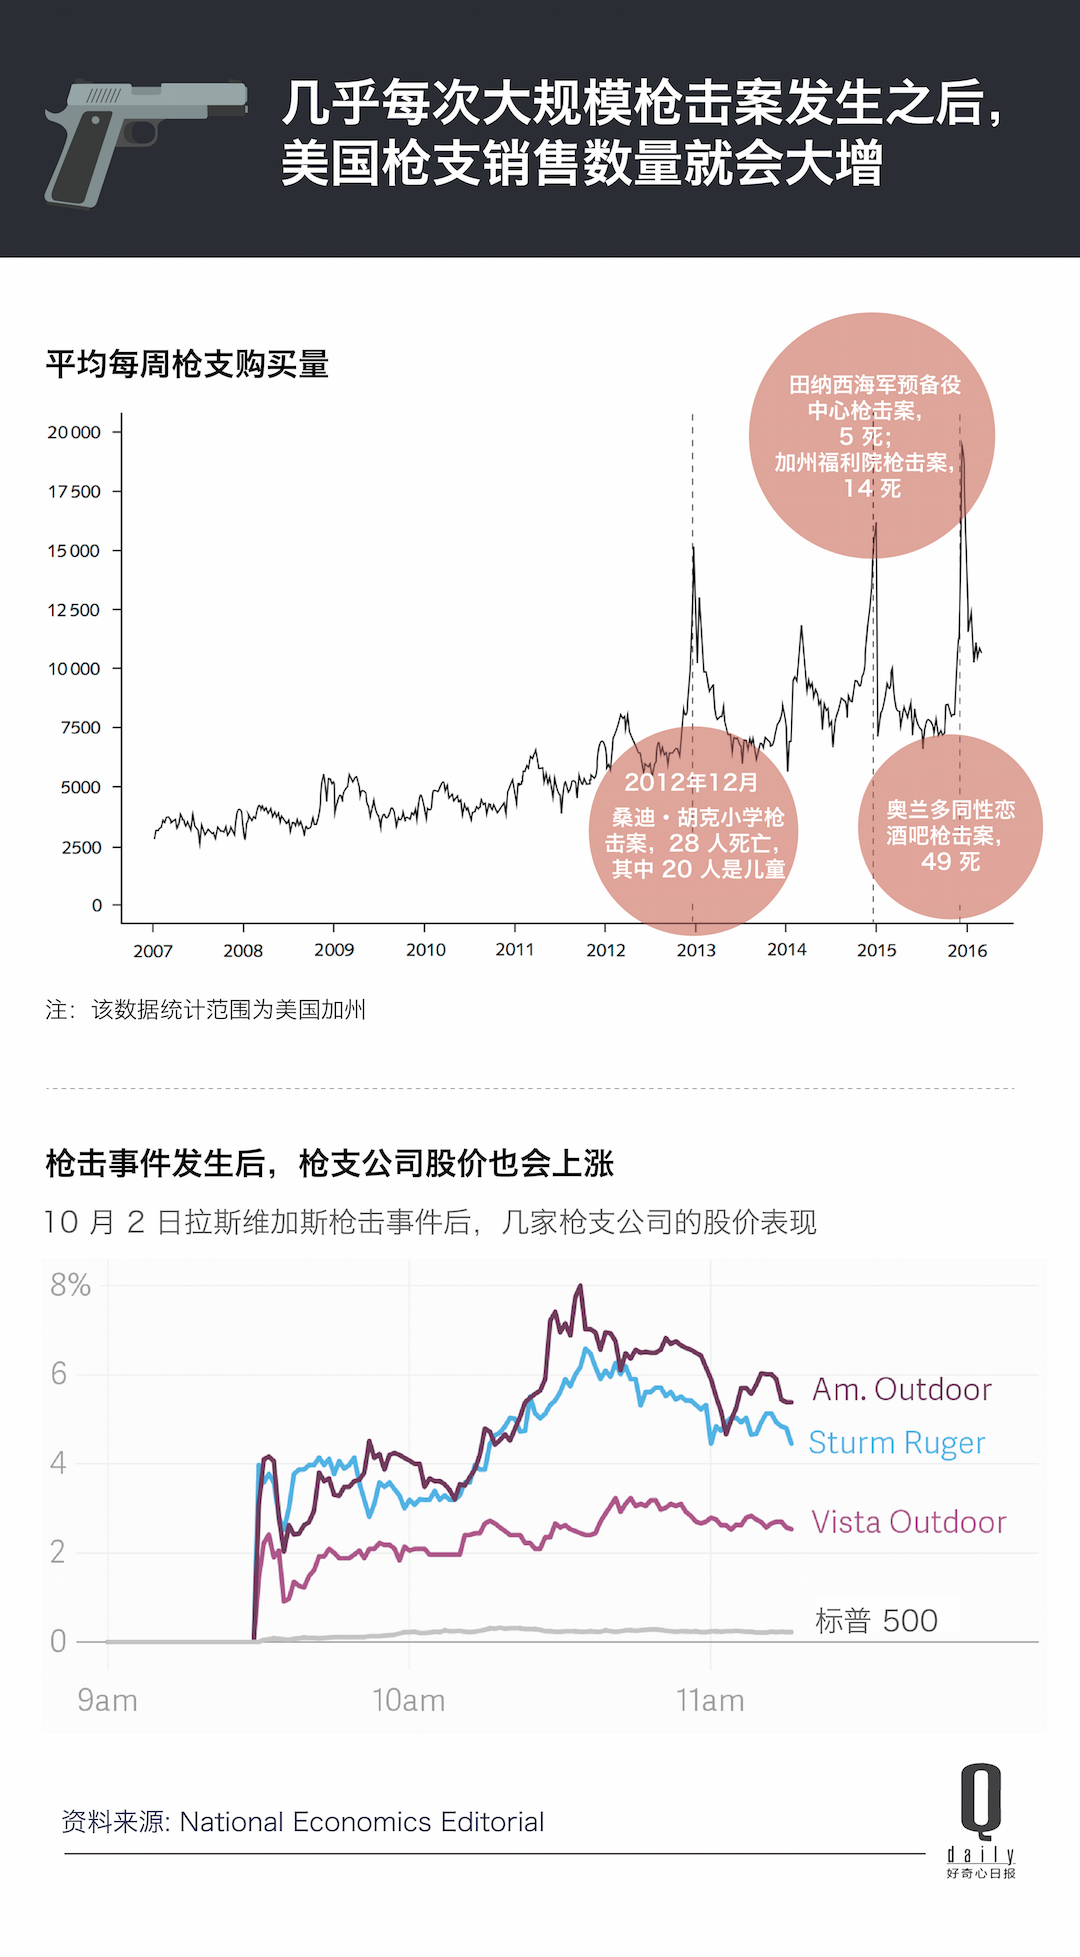 几乎每次大规模枪击案发生之后,
美国枪支销售数量就会大增
平均每周枪支购买量
20 000
17 500
15 000
12 500
10 000
7500
5000
2500
0
田纳西海军预备役
中心枪击案,
5 死;
加州福利院枪击案,
14 死
2012年12月
桑迪·胡克小学枪
击案, 28 人死亡,
其中 20 人是儿童
奥兰多同性恋
酒吧枪击案,
49 死
2007 2008 2009 2010 2011 2012 2013 2014 2015 2016
注: 该数据统计范围为美国加州
枪击事件发生后, 枪支公司股价也会上涨
10 月 2 日拉斯维加斯枪击事件后, 几家枪支公司的股价表现
8%
6
4
2
0
Am. Outdoor
Sturm Ruger
Vista Outdoor
标普 500
9am 10am 11am
资料来源: National Economics Editorial
Q
daily
好奇心日报